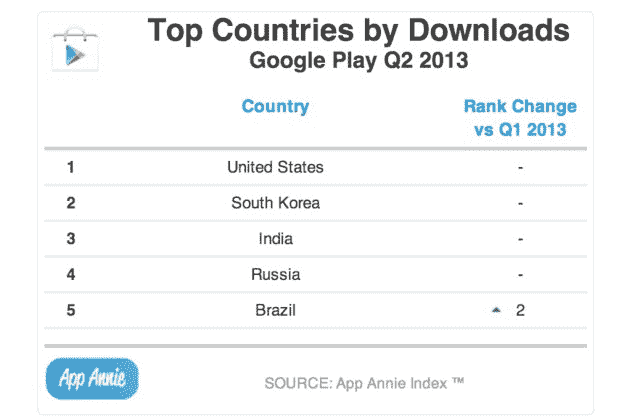 Top Countries by Downloads
Google Play Q2 2013
Country Rank Change
vs Q1 2013
1 United States -
2 South Korea -
3 India -
4 Russia -
5 Brazil ▲ 2
App Annie SOURCE: App Annie Index ™